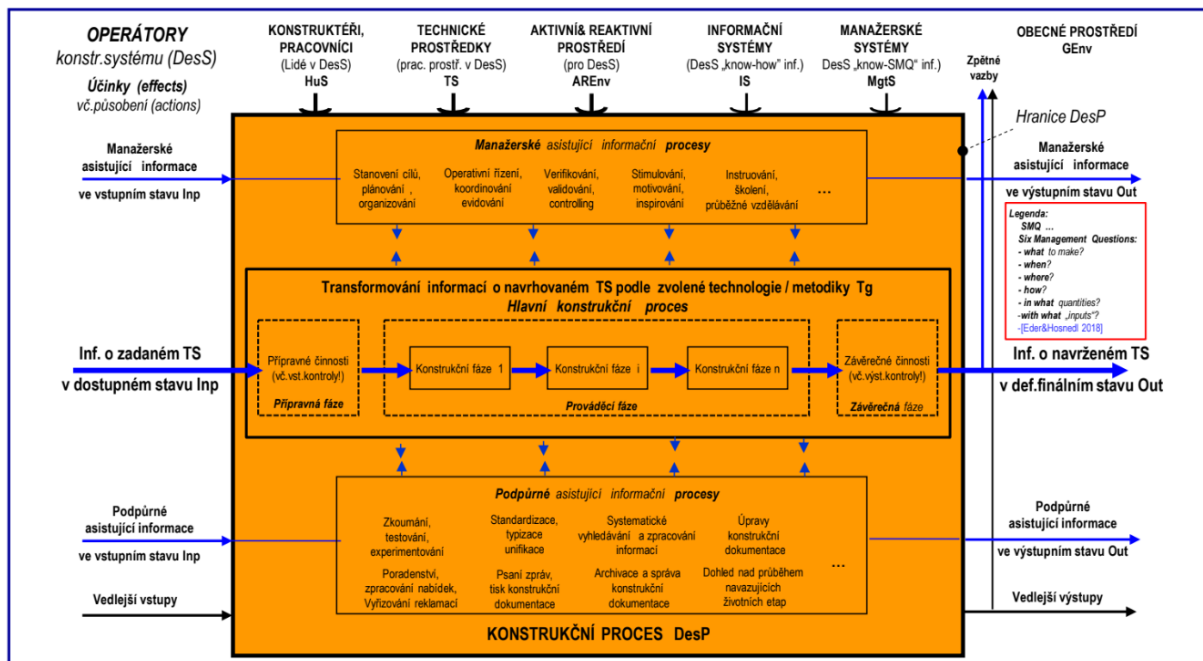 OPERÁTORY
konstr.systému (DesS)
Účinky (effects)
vč.působení (actions)
KONSTRUKTÉŘI,
PRACOVNÍCI
(Lidé v DesS)
HuS
TECHNICKÉ
PROSTŘEDKY
(prac. prostř. v DesS)
TS
AKTIVNÍ& REAKTIVNÍ
PROSTŘEDÍ
(pro DesS)
AREnv
INFORMAČNÍ
SYSTÉMY
(DesS „know-how" inf.)
IS
MANAŽERSKÉ
SYSTÉMY
DesS „know-SMQ" inf.)
MgtS
OBECNÉ PROSTŘEDÍ
GEnv
Zpětné
vazby
Hranice DesP
Manažerské
asistující informace
ve vstupním stavu Inp
Manažerské asistující informační procesy
Stanovení cílů,
plánování ,
organizování
Operativní řízení,
koordinování
evidování
Verifikování,
validování,
controlling
Stimulování,
motivování,
inspirování
Instruování,
školení,
průběžné vzdělávání
...
Manažerské
asistující informace
ve výstupním stavu Out
Legenda:
SMQ ...
Six Management Questions:
- what to make?
- when?
- where?
- how?
- in what quantities?
-with what „inputs"?
-[Eder&Hosnedl 2018]
Transformování informací o navrhovaném TS podle zvolené technologie / metodiky Tg
Hlavní konstrukční proces
Inf. o zadaném TS
v dostupném stavu Inp
Přípravné činnosti
(vč.vst.kontroly!)
Přípravná fáze
Konstrukční fáze 1
Konstrukční fáze i
Konstrukční fáze n
Prováděcí fáze
Závěrečné činnosti
(vč.výst.kontroly!)
Závěrečná fáze
Inf. o navrženém TS
v def.finálním stavu Out
Podpůrné
asistující informace
ve vstupním stavu Inp
Podpůrné asistující informační procesy
Zkoumání,
testování,
experimentování
Standardizace,
typizace
unifikace
Systematické
vyhledávání a zpracování
informací
Úpravy
konstrukční
dokumentace
Poradenství,
zpracování nabídek,
Vyřizování reklamací
Psaní zpráv,
tisk konstrukční
dokumentace
Archivace a správa
konstrukční
dokumentace
Dohled nad průběhem
navazujících
životních etap
...
Podpůrné
asistující informace
ve výstupním stavu Out
Vedlejší vstupy
Vedlejší výstupy
KONSTRUKČNÍ PROCES DesP